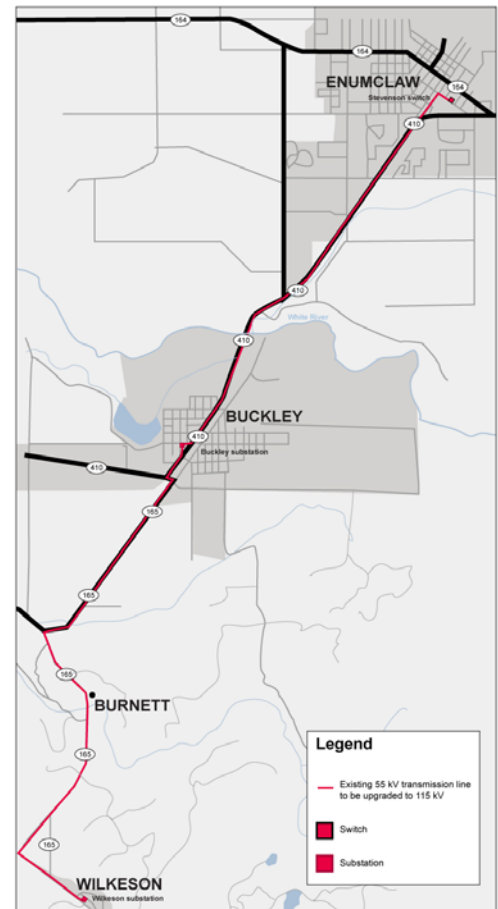 164
164
ENUMCLAW
164
Stevenson switch
410
410
White River
410
BUCKLEY
410
Buckley substation
410
165
165
165
BURNETT
165
165
WILKESON
Wilkeson substation
Legend
Existing 55 kV transmission line
to be upgraded to 115 kV
Switch
Substation